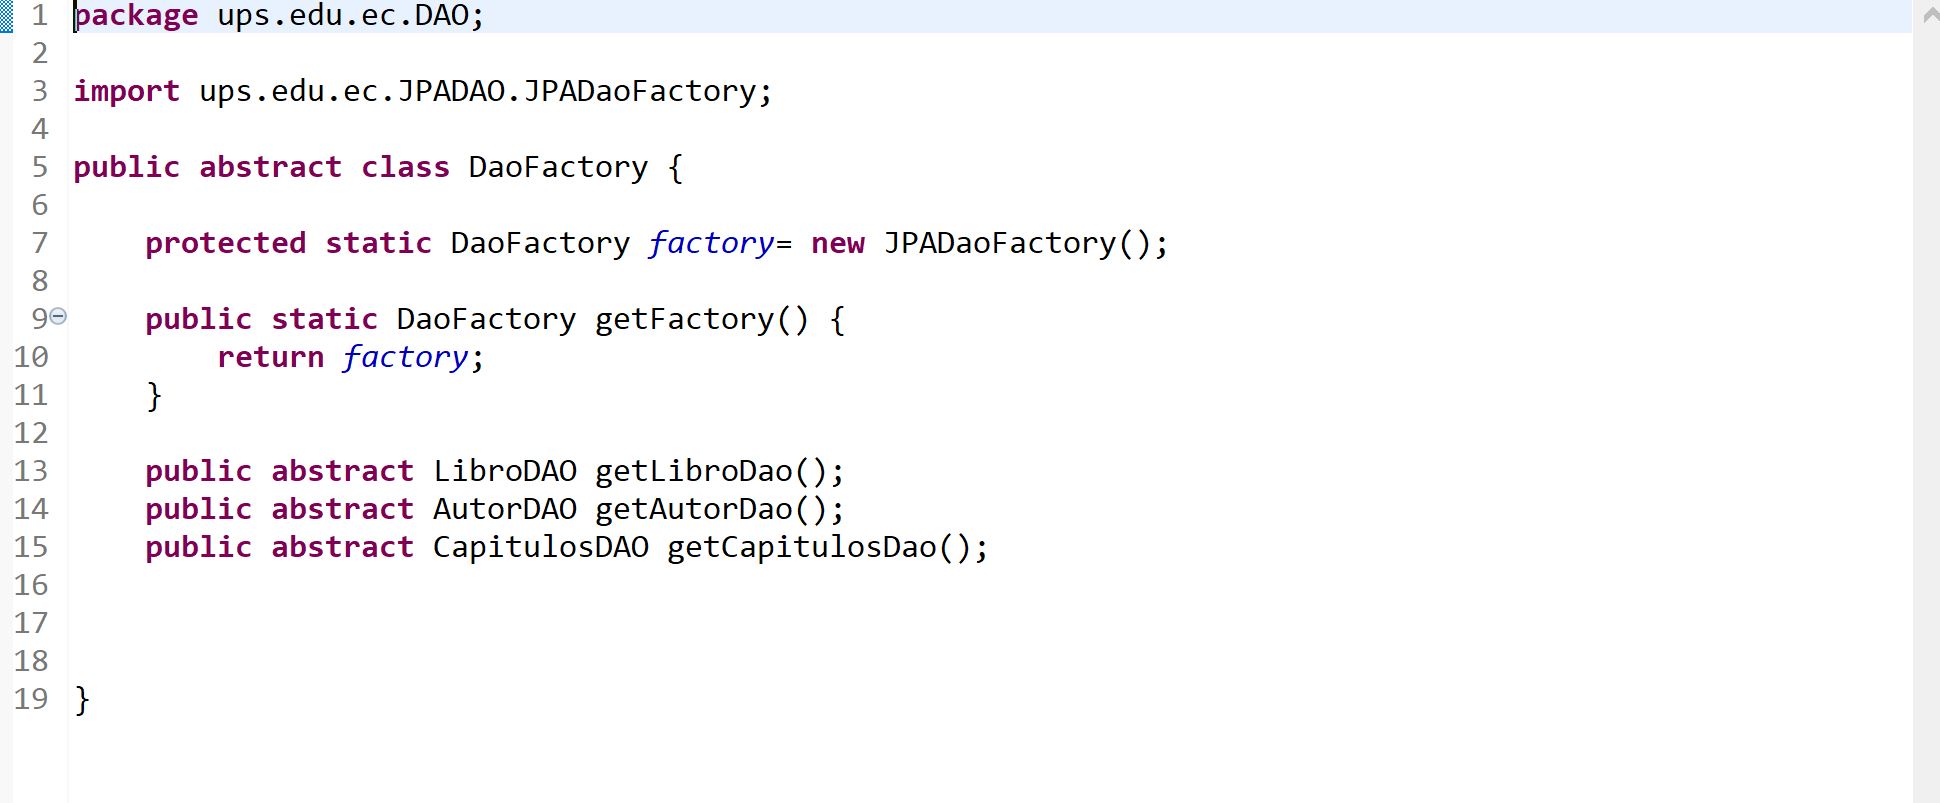 1 package ups.edu.ec.DAO;
2
3 import ups.edu.ec.JPADAO.JPADaoFactory;
4
5 public abstract class DaoFactory {
6
7     protected static DaoFactory factory= new JPADaoFactory();
8
9     public static DaoFactory getFactory() {
10         return factory;
11     }
12
13     public abstract LibroDAO getLibroDao();
14     public abstract AutorDAO getAutorDao();
15     public abstract CapitulosDAO getCapitulosDao();
16
17
18
19 }